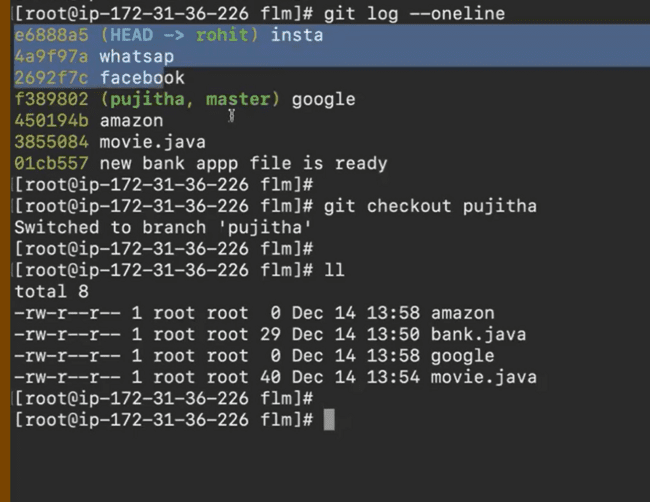 [root@ip-172-31-36-226 flm]# git log --oneline
e6888a5 (HEAD -> rohit) insta
4a9f97a whatsap
2692f7c facebook
f389802 (pujitha, master) google
450194b amazon
3855084 movie.java
01cb557 new bank appp file is ready
[root@ip-172-31-36-226 flm]#
[root@ip-172-31-36-226 flm]# git checkout pujitha
Switched to branch 'pujitha'
[root@ip-172-31-36-226 flm]#
[root@ip-172-31-36-226 flm]# ll
total 8
-rw-r--r-- 1 root root  0 Dec 14 13:58 amazon
-rw-r--r-- 1 root root 29 Dec 14 13:50 bank.java
-rw-r--r-- 1 root root  0 Dec 14 13:58 google
-rw-r--r-- 1 root root 40 Dec 14 13:54 movie.java
[root@ip-172-31-36-226 flm]#
[root@ip-172-31-36-226 flm]#